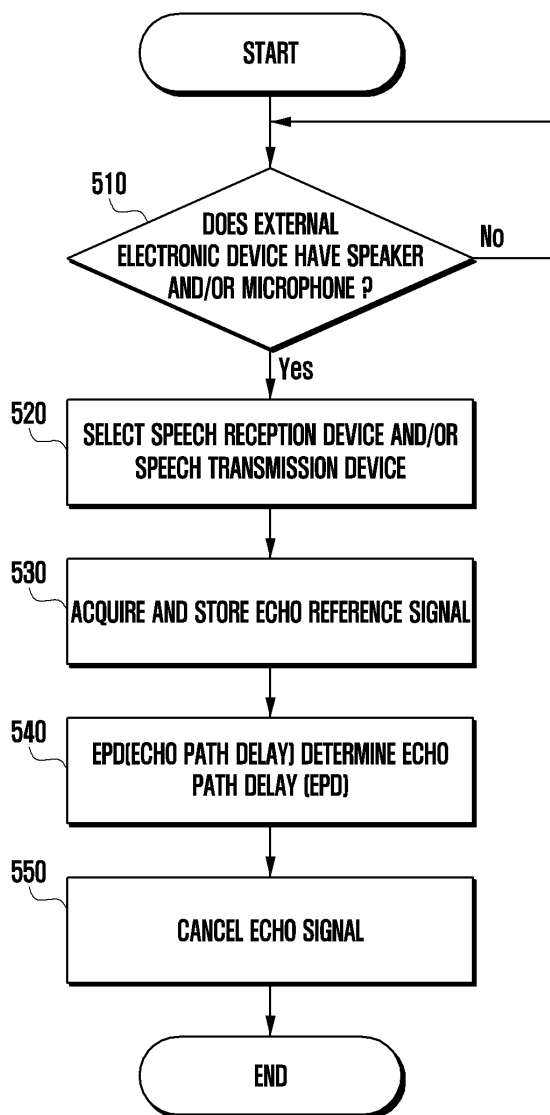 START
510
DOES EXTERNAL
ELECTRONIC DEVICE HAVE SPEAKER
AND/OR MICROPHONE ?
No
Yes
520
SELECT SPEECH RECEPTION DEVICE AND/OR
SPEECH TRANSMISSION DEVICE
530
ACQUIRE AND STORE ECHO REFERENCE SIGNAL
540
EPD(ECHO PATH DELAY) DETERMINE ECHO
PATH DELAY (EPD)
550
CANCEL ECHO SIGNAL
END